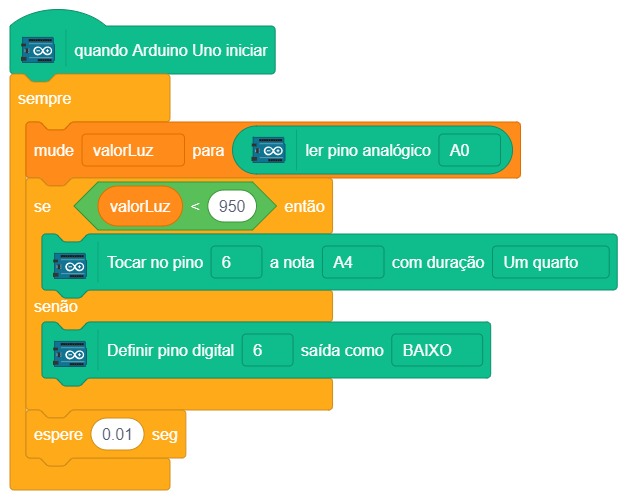 quando Arduino Uno iniciar
sempre
mude valorLuz para ler pino analógico A0
se valorLuz < 950 então
Tocar no pino 6 a nota A4 com duração Um quarto
senão
Definir pino digital 6 saída como BAIXO
espere 0.01 seg